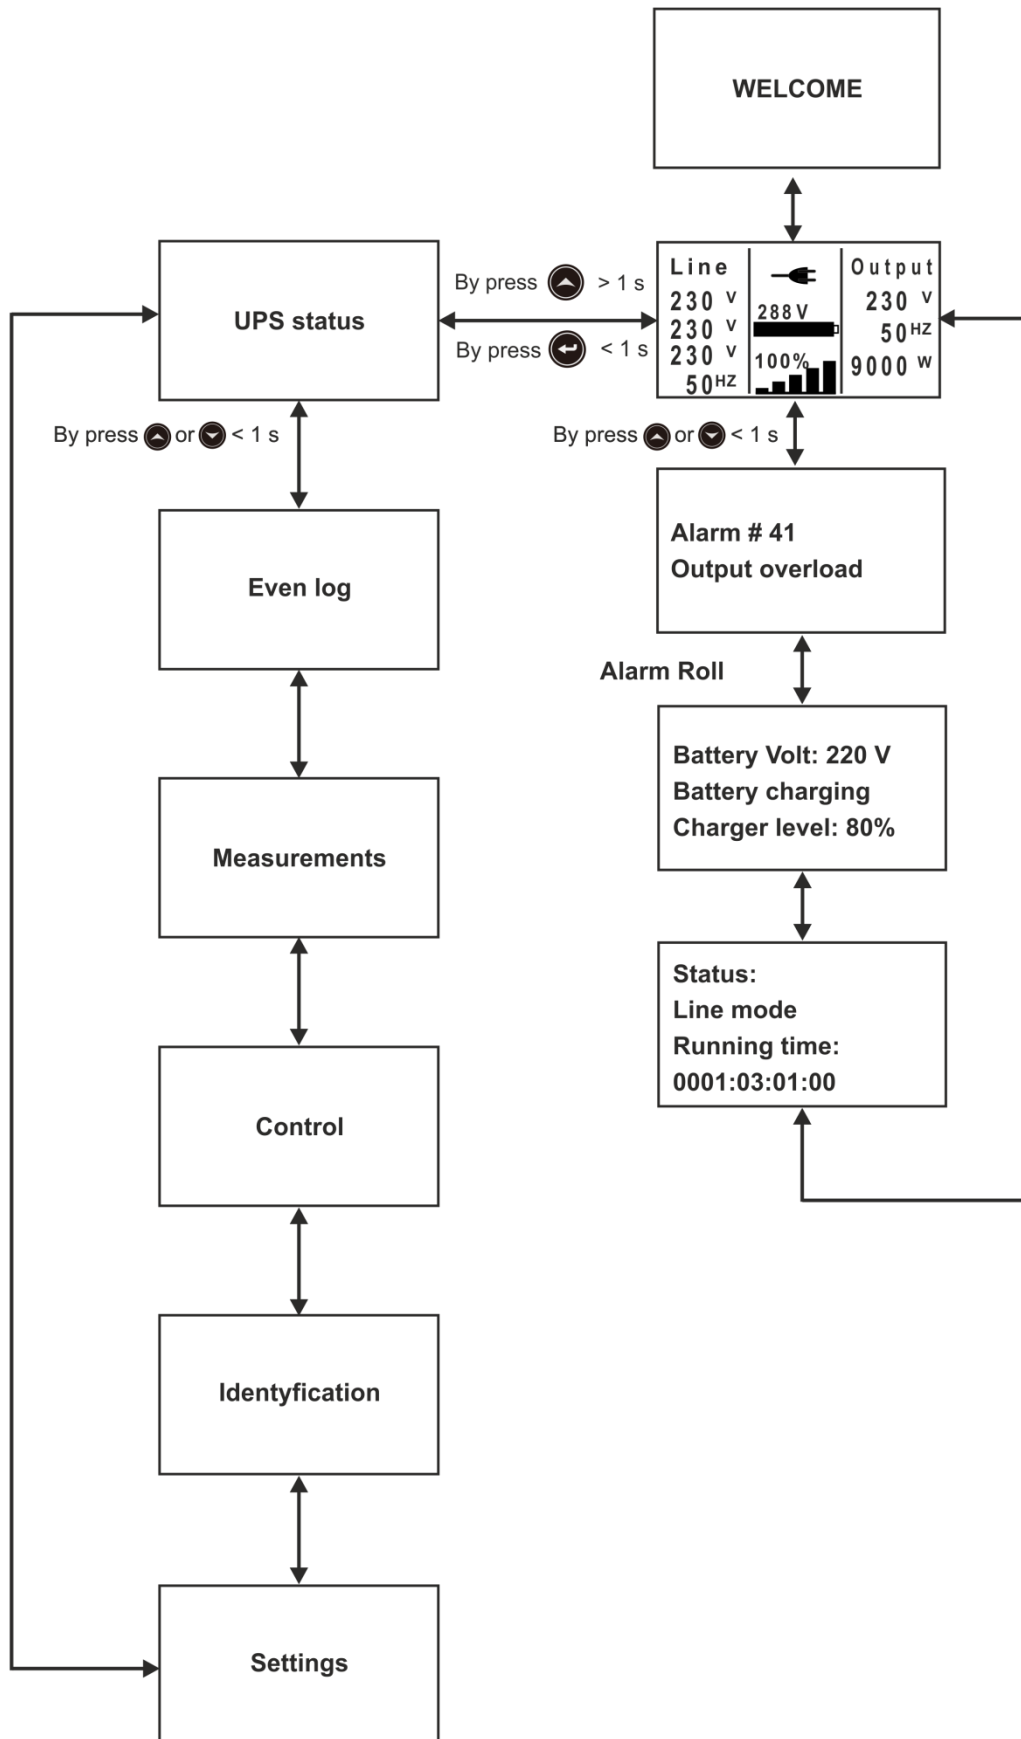 WELCOME
UPS status
By press > 1 s
By press < 1 s
Line
230 V
230 V
230 V
50 HZ
288 V
100%
Output
230 V
50 HZ
9000 W
By press or < 1 s
By press or < 1 s
Alarm # 41
Output overload
Even log
Alarm Roll
Battery Volt: 220 V
Battery charging
Charger level: 80%
Measurements
Status:
Line mode
Running time:
0001:03:01:00
Control
Identyfication
Settings